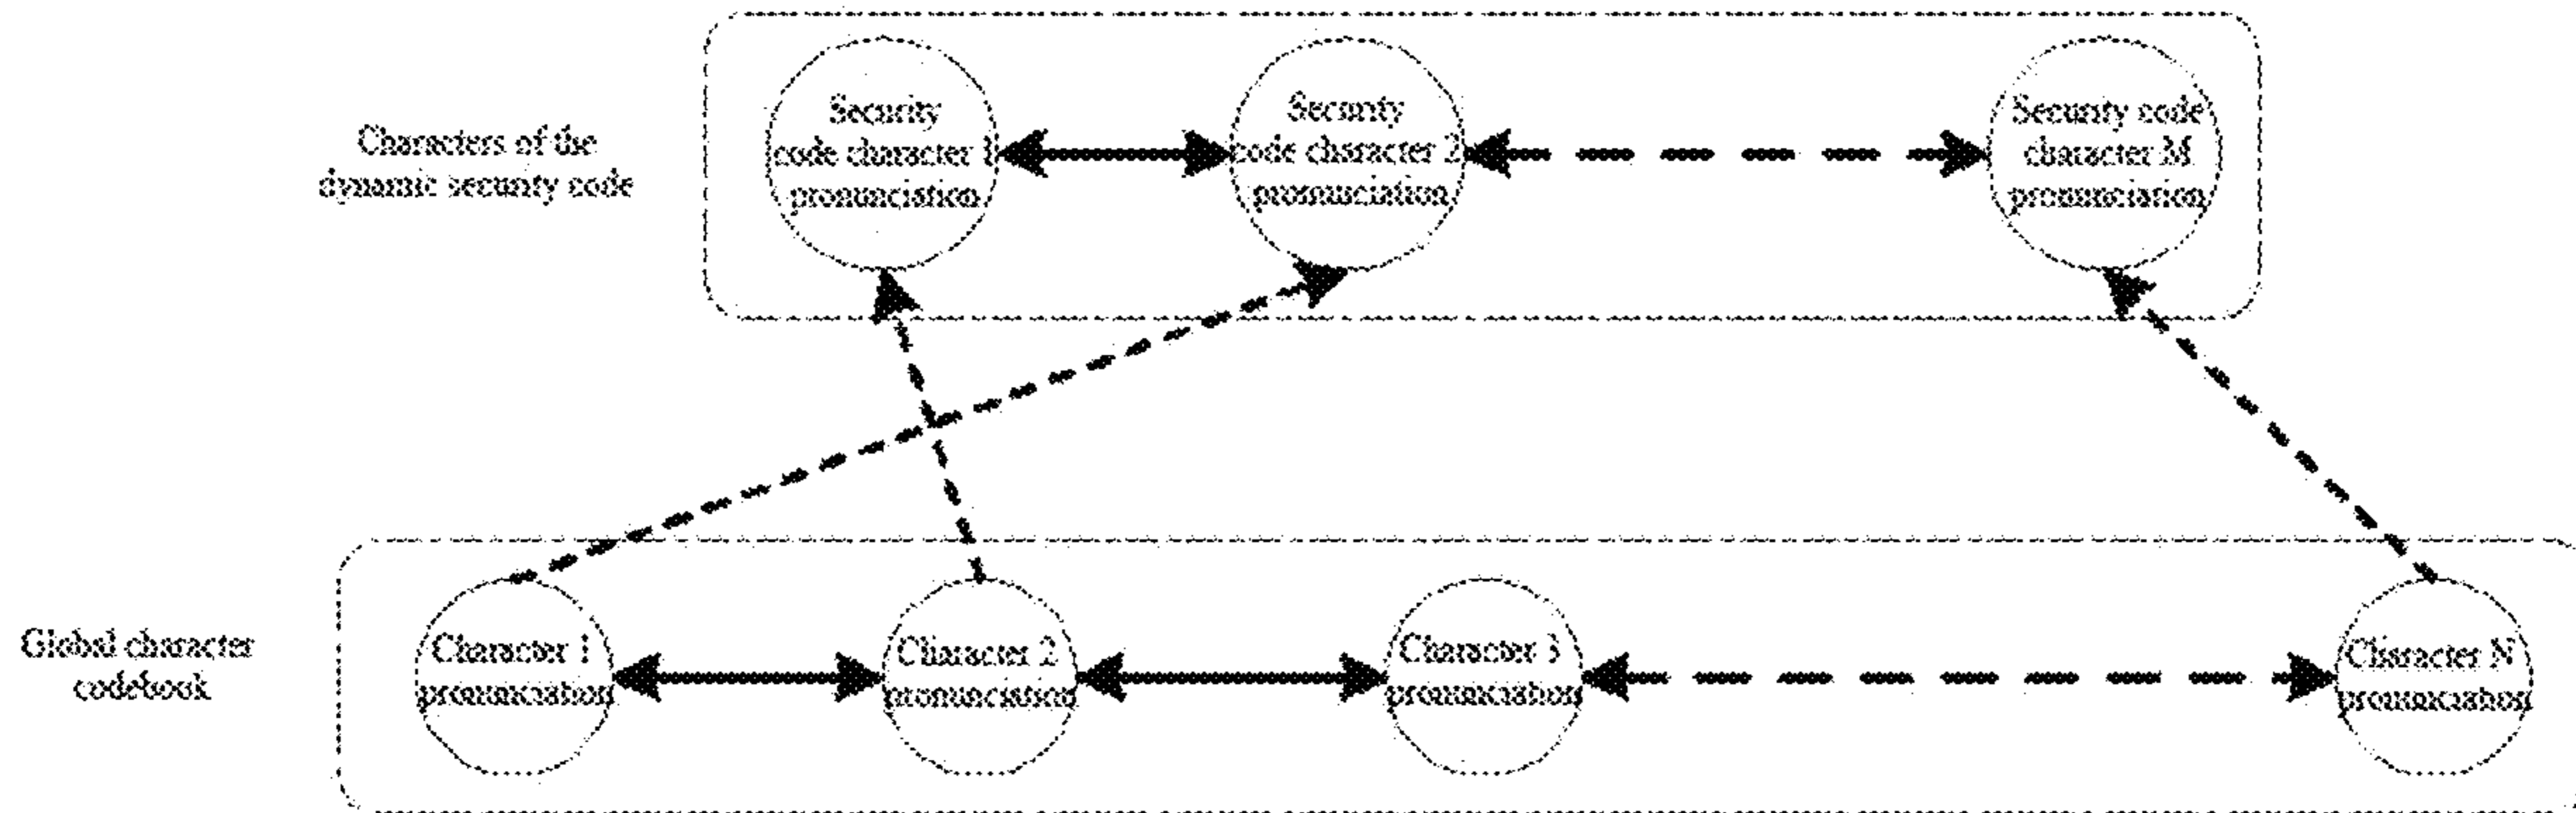 Characters of the
dynamic security code
Security
code character 1
pronunciation
Security
code character 2
pronunciation
Security code
character M
pronunciation
Global character
codebook
Character 1
pronunciation
Character 2
pronunciation
Character 3
pronunciation
Character N
pronunciation